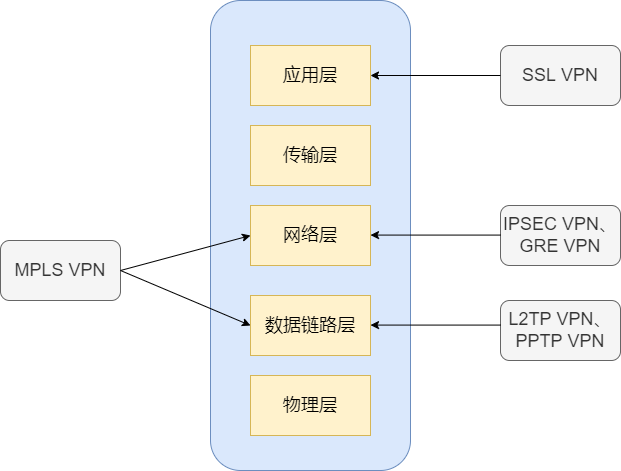 应用层
SSL VPN
传输层
网络层
IPSEC VPN、
GRE VPN
MPLS VPN
数据链路层
L2TP VPN、
PPTP VPN
物理层